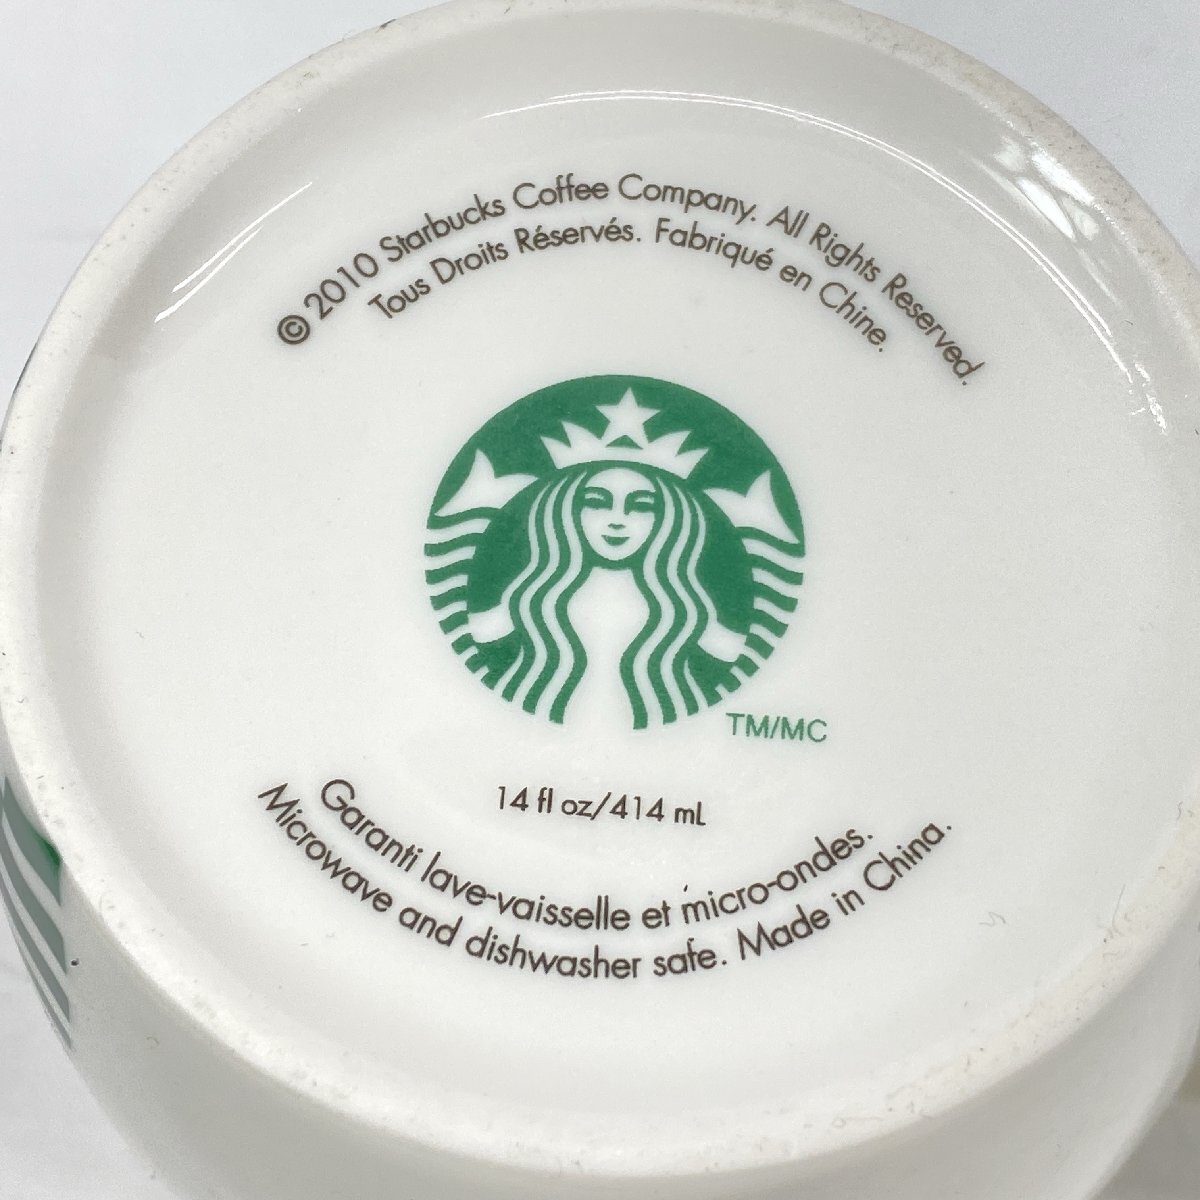 © 2010 Starbucks Coffee Company. All Rights Reserved.
Tous Droits Réservés. Fabriqué en Chine.
TM/MC
14 fl oz/414 mL
Garanti lave-vaisselle et micro-ondes.
Microwave and dishwasher safe. Made in China.